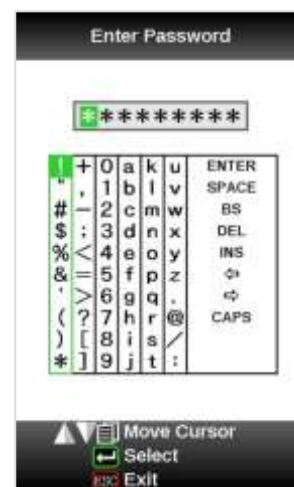 Enter Password
*********
! + 0 a k u ENTER
" , 1 b l v SPACE
# - 2 c m w BS
$ ; 3 d n x DEL
% < 4 e o y INS
& = 5 f p z ⇦
' > 6 g q . ⇨
( ? 7 h r @ CAPS
) [ 8 i s /
* ] 9 j t :
Move Cursor
Select
ESC Exit